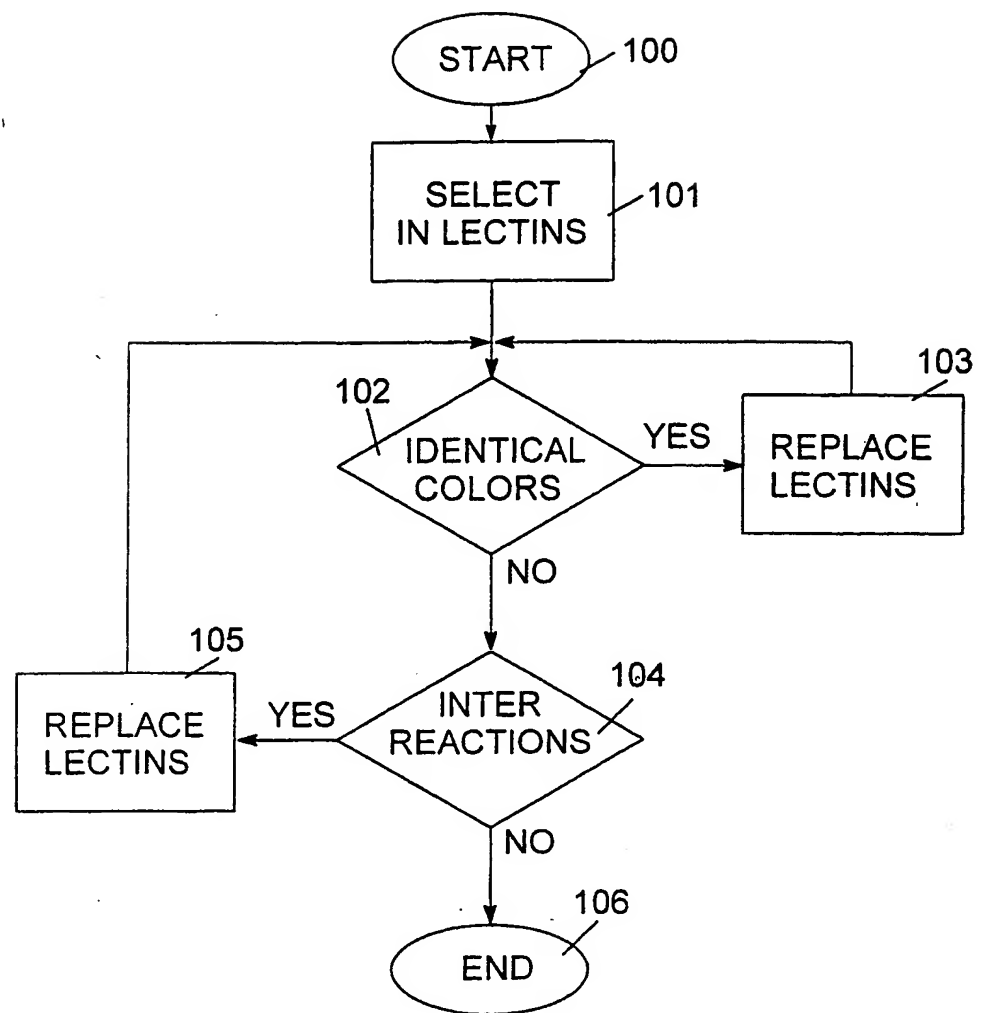 START
100
SELECT
IN LECTINS
101
102
IDENTICAL
COLORS
YES
103
REPLACE
LECTINS
NO
105
REPLACE
LECTINS
YES
INTER
REACTIONS
104
NO
106
END